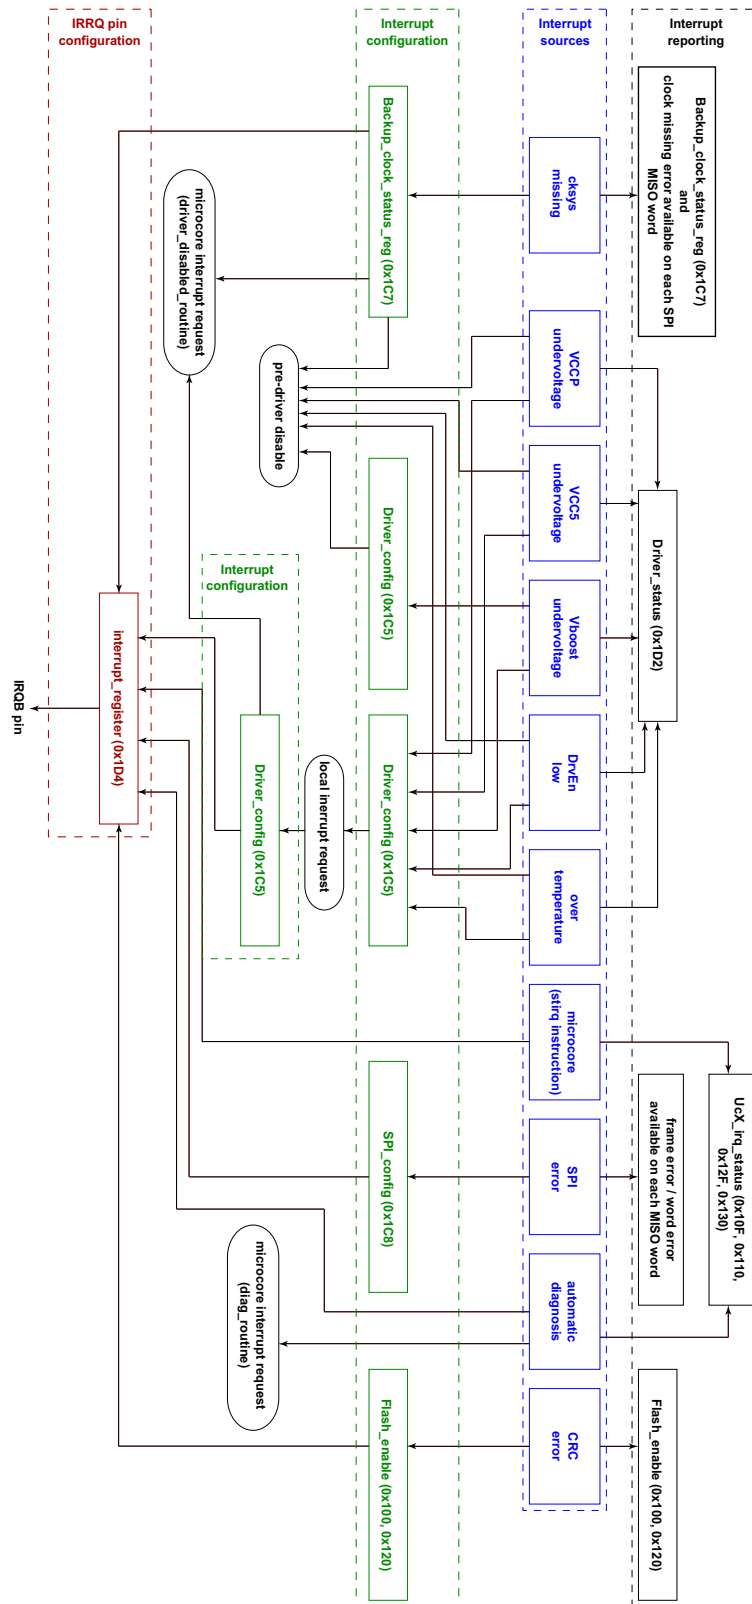 IRRQ pin
configuration
Interrupt
configuration
Interrupt
sources
Interrupt
reporting
Backup_clock_status_reg (0x1C7)
and
clock missing error available on each SPI
MISO word
cksys
missing
Backup_clock_status_reg (0x1C7)
microcore interrupt request
(driver_disabled_routine)
pre-driver disable
VCCP
undervoltage
VCC5
undervoltage
Vboost
undervoltage
DrvEn
low
over
temperature
Driver_status (0x1D2)
Driver_config (0x1C5)
Driver_config (0x1C5)
local inerrupt request
Interrupt
configuration
Driver_config (0x1C5)
interrupt_register (0x1D4)
IRQB pin
microcore
(stirq instruction)
UcX_irq_status (0x10F, 0x110,
0x12F, 0x130)
SPI
error
frame error / word error
available on each MISO word
SPI_config (0x1C8)
automatic
diagnosis
microcore interrupt request
(diag_routine)
CRC
error
Flash_enable (0x100, 0x120)
Flash_enable (0x100, 0x120)